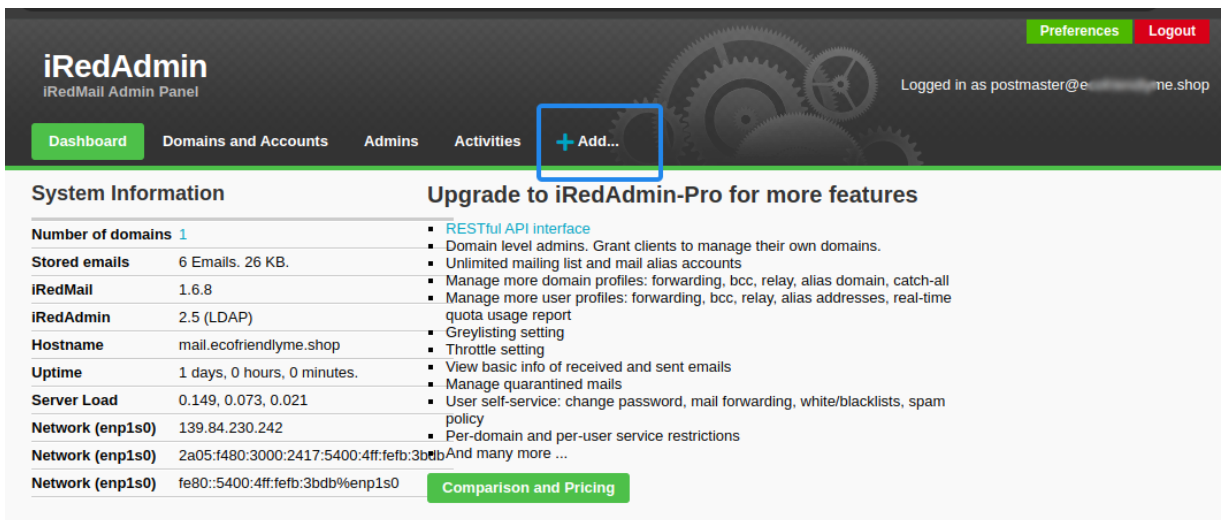 Preferences Logout
iRedAdmin
iRedMail Admin Panel
Logged in as postmaster@e me.shop
Dashboard Domains and Accounts Admins Activities + Add...
System Information
Number of domains 1
Stored emails 6 Emails. 26 KB.
iRedMail 1.6.8
iRedAdmin 2.5 (LDAP)
Hostname mail.ecofriendlyme.shop
Uptime 1 days, 0 hours, 0 minutes.
Server Load 0.149, 0.073, 0.021
Network (enp1s0) 139.84.230.242
Network (enp1s0) 2a05:f480:3000:2417:5400:4ff:fefb:3bdb
Network (enp1s0) fe80::5400:4ff:fefb:3bdb%enp1s0
Upgrade to iRedAdmin-Pro for more features
RESTful API interface
Domain level admins. Grant clients to manage their own domains.
Unlimited mailing list and mail alias accounts
Manage more domain profiles: forwarding, bcc, relay, alias domain, catch-all
Manage more user profiles: forwarding, bcc, relay, alias addresses, real-time
quota usage report
Greylisting setting
Throttle setting
View basic info of received and sent emails
Manage quarantined mails
User self-service: change password, mail forwarding, white/blacklists, spam
policy
Per-domain and per-user service restrictions
And many more ...
Comparison and Pricing